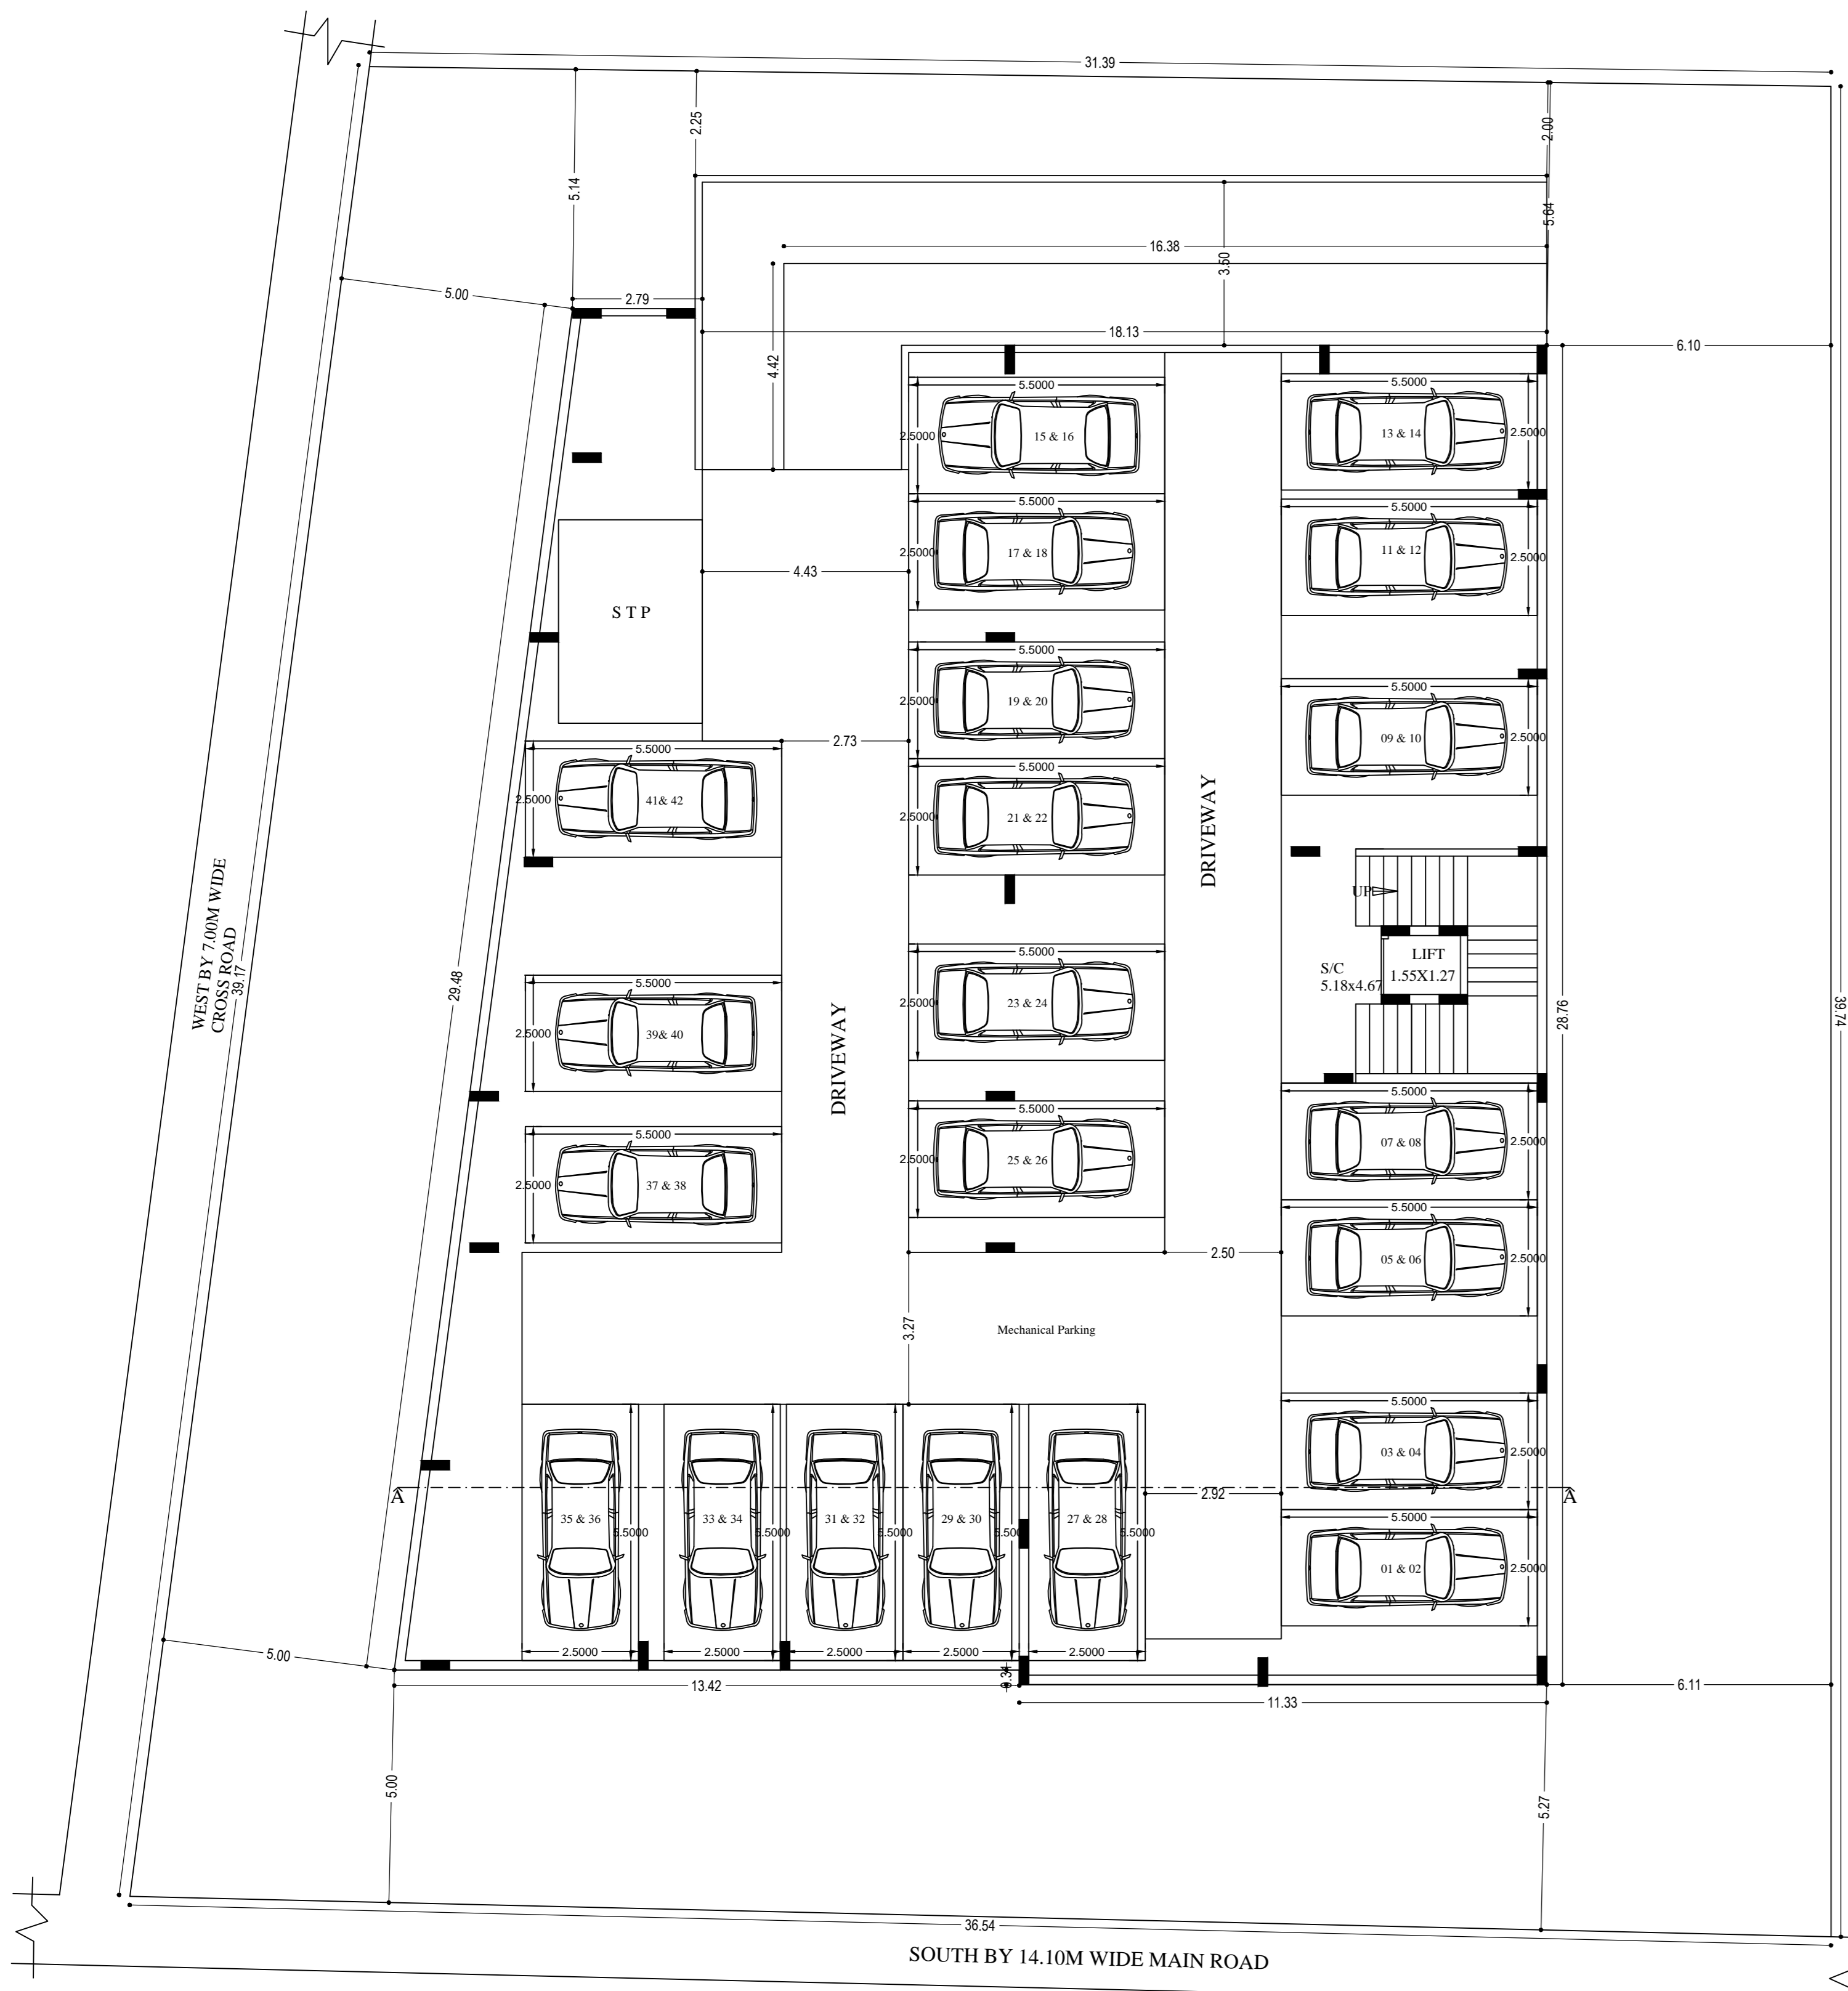 31.39
2.25
2.00
5.14
5.64
16.38
3.50
5.00
2.79
18.13
6.10
4.42
5.5000
5.5000
2.5000
15 & 16
13 & 14
2.5000
5.5000
5.5000
2.5000
17 & 18
11 & 12
2.5000
4.43
S T P
5.5000
2.5000
19 & 20
5.5000
09 & 10
2.5000
2.73
5.5000
2.5000
41& 42
5.5000
2.5000
21 & 22
DRIVEWAY
UP
LIFT
1.55X1.27
S/C
5.18x4.67
WEST BY 7.00M WIDE
CROSS ROAD
39.17
29.48
5.5000
2.5000
39& 40
DRIVEWAY
5.5000
2.5000
23 & 24
28.76
39.74
5.5000
2.5000
37 & 38
5.5000
2.5000
25 & 26
5.5000
07 & 08
2.5000
5.5000
05 & 06
2.5000
2.50
3.27
Mechanical Parking
5.5000
03 & 04
2.5000
A
A
2.92
35 & 36
5.5000
33 & 34
5.5000
31 & 32
5.5000
29 & 30
27 & 28
5.5000
5.5000
01 & 02
2.5000
2.5000
2.5000
2.5000
2.5000
2.5000
5.00
13.42
11.33
6.11
5.00
5.27
36.54
SOUTH BY 14.10M WIDE MAIN ROAD